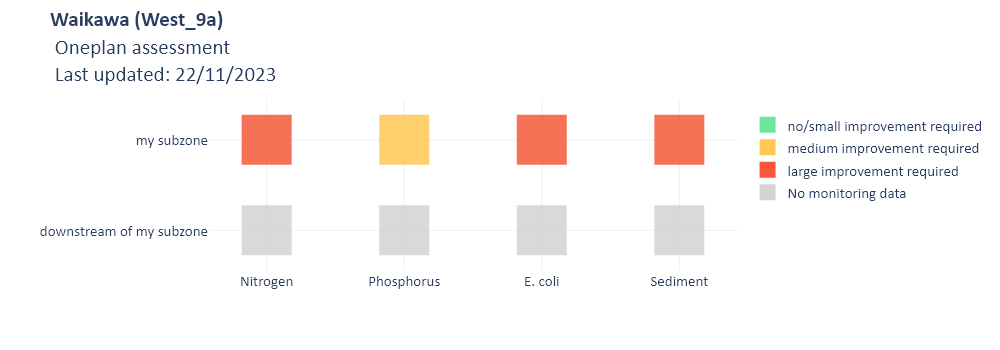 Waikawa (West_9a)
Oneplan assessment
Last updated: 22/11/2023
my subzone
downstream of my subzone
Nitrogen
Phosphorus
E. coli
Sediment
no/small improvement required
medium improvement required
large improvement required
No monitoring data